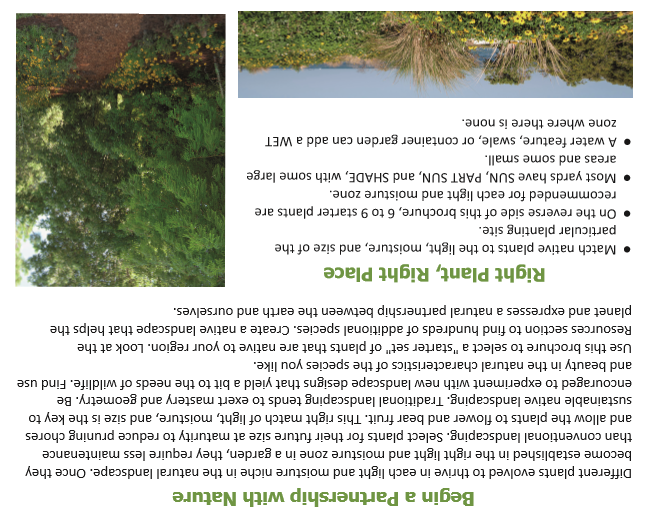 Begin a Partnership with Nature
Different plants evolved to thrive in each light and moisture niche in the natural landscape. Once they
become established in the right light and moisture zone in a garden, they require less maintenance
than conventional landscaping. Select plants for their future size at maturity to reduce pruning chores
and allow the plants to flower and bear fruit. This right match of light, moisture, and size is the key to
sustainable native landscaping. Traditional landscaping tends to exert mastery and geometry. Be
encouraged to experiment with new landscape designs that yield a bit to the needs of wildlife. Find use
and beauty in the natural characteristics of the species you like.
Use this brochure to select a "starter set" of plants that are native to your region. Look at the
Resources section to find hundreds of additional species. Create a native landscape that helps the
planet and expresses a natural partnership between the earth and ourselves.
Right Plant, Right Place
• Match native plants to the light, moisture, and size of the
particular planting site.
• On the reverse side of this brochure, 6 to 9 starter plants are
recommended for each light and moisture zone.
• Most yards have SUN, PART SUN, and SHADE, with some large
areas and some small.
• A water feature, swale, or container garden can add a WET
zone where there is none.